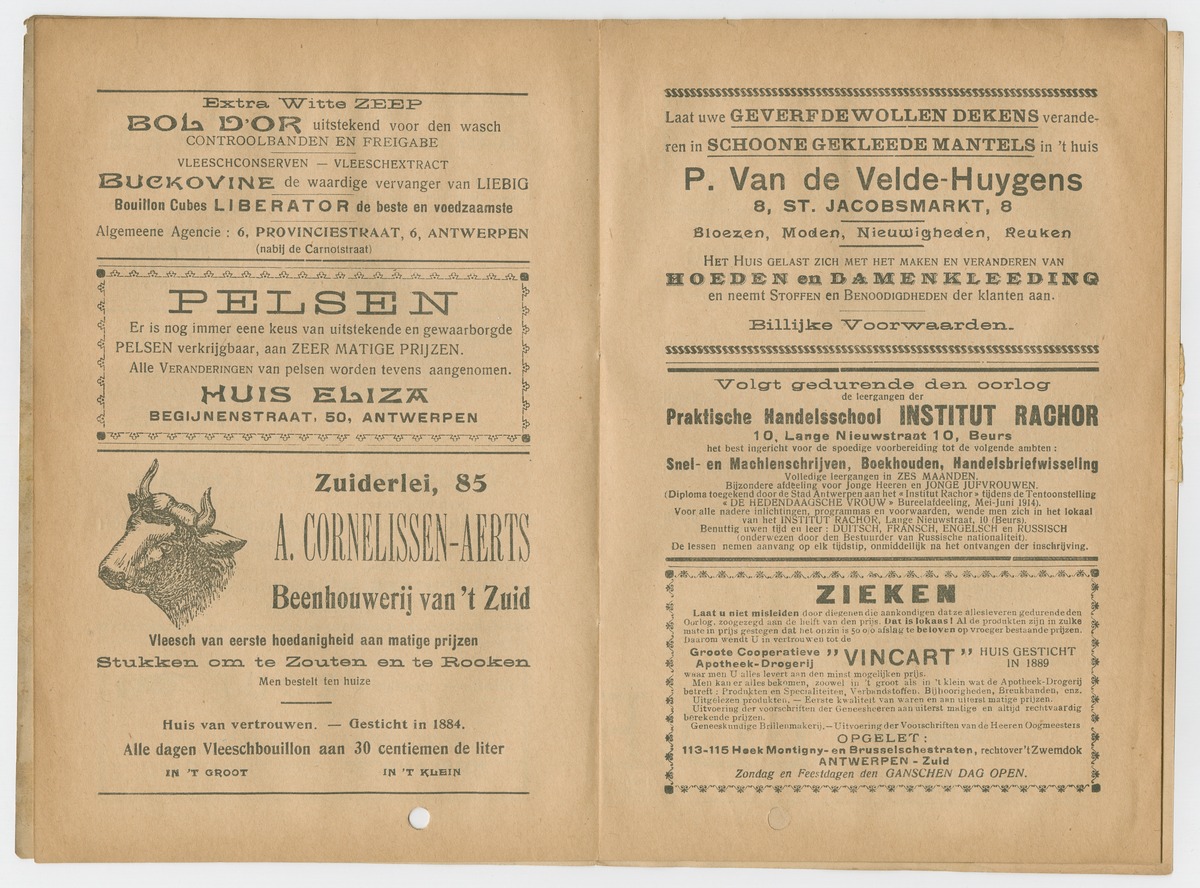 Extra Witte ZEEP
BOL D'OR uitstekend voor den wasch
CONTROOLBANDEN EN FREIGABE
VLEESCHCONSERVEN — VLEESCHEXTRACT
BUCKOVINE de waardige vervanger van LIEBIG
Bouillon Cubes LIBERATOR de beste en voedzaamste
Algemeene Agencie : 6, PROVINCIESTRAAT, 6, ANTWERPEN
(nabij de Carnotstraat)
PELSEN
Er is nog immer eene keus van uitstekende en gewaarborgde
PELSEN verkrijgbaar, aan ZEER MATIGE PRIJZEN.
Alle VERANDERINGEN van pelsen worden tevens aangenomen.
HUIS ELIZA
BEGIJNENSTRAAT, 50, ANTWERPEN
Zuiderlei, 85
A. CORNELISSEN-AERTS
Beenhouwerij van 't Zuid
Vleesch van eerste hoedanigheid aan matige prijzen
Stukken om te Zouten en te Rooken
Men bestelt ten huize
Huis van vertrouwen. — Gesticht in 1884.
Alle dagen Vleeschbouillon aan 30 centiemen de liter
IN 'T GROOT IN 'T KLEIN
Laat uwe GEVERFDE WOLLEN DEKENS verande-
ren in SCHOONE GEKLEEDE MANTELS in 't huis
P. Van de Velde-Huygens
8, ST. JACOBSMARKT, 8
Bloezen, Moden, Nieuwigheden, Reuken
HET HUIS GELAST ZICH MET HET MAKEN EN VERANDEREN VAN
HOEDEN en DAMENKLEEDING
en neemt STOFFEN en BENOODIGDHEDEN der klanten aan.
Billijke Voorwaarden.
Volgt gedurende den oorlog
de leergangen der
Praktische Handelsschool INSTITUT RACHOR
10, Lange Nieuwstraat 10, Beurs
het best ingericht voor de spoedige voorbereiding tot de volgende ambten :
Snel- en Machienschrijven, Boekhouden, Handelsbriefwisseling
Volledige leergangen in ZES MAANDEN.
Bijzondere afdeeling voor Jonge Heeren en JONGE JUFVROUWEN.
(Diploma toegekend door de Stad Antwerpen aan het « Institut Rachor » tijdens de Tentoonstelling
« DE HEDENDAAGSCHE VROUW » Bureelafdeeling, Mei-Juni 1914).
Voor alle nadere inlichtingen, programmas en voorwaarden, wende men zich in het lokaal
van het INSTITUT RACHOR, Lange Nieuwstraat, 10 (Beurs).
Benuttig uwen tijd en leer : DUITSCH, FRANSCH, ENGELSCH en RUSSISCH
(onderwezen door den Bestuurder van Russische nationaliteit).
De lessen nemen aanvang op elk tijdstip, onmiddelijk na het ontvangen der inschrijving.
ZIEKEN
Laat u niet misleiden door diegenen die aankondigen dat ze alles leveren gedurende den
Oorlog, zoogezegd aan de helft van den prijs. Dat is lokaas! Al de produkten zijn in zulke
mate in prijs gestegen dat het onzin is 50 0/0 afslag te beloven op vroeger bestaande prijzen.
Daarom wendt U in vertrouwen tot de
Groote Cooperatieve
Apotheek-Drogerij
" VINCART "
HUIS GESTICHT
IN 1889
waar men U alles levert aan den minst mogelijken prijs.
Men kan er alles bekomen, zoowel in 't groot als in 't klein wat de Apotheek-Drogerij
betreft : Produkten en Specialiteiten, Verbandstoffen, Bijhoorigheden, Breukbanden, enz.
Uitgelezen produkten. — Eerste kwaliteit van waren en aan uiterst matige prijzen.
Uitvoering der voorschriften der Geneesheeren aan uiterst matige en altijd rechtvaardig
berekende prijzen.
Geneeskundige Brillenmakerij. — Uitvoering der Voorschriften van de Heeren Oogmeesters
OPGELET :
113-115 Hoek Montigny- en Brusselschestraten, rechtover 't Zwemdok
ANTWERPEN - Zuid
Zondag en Feestdagen den GANSCHEN DAG OPEN.